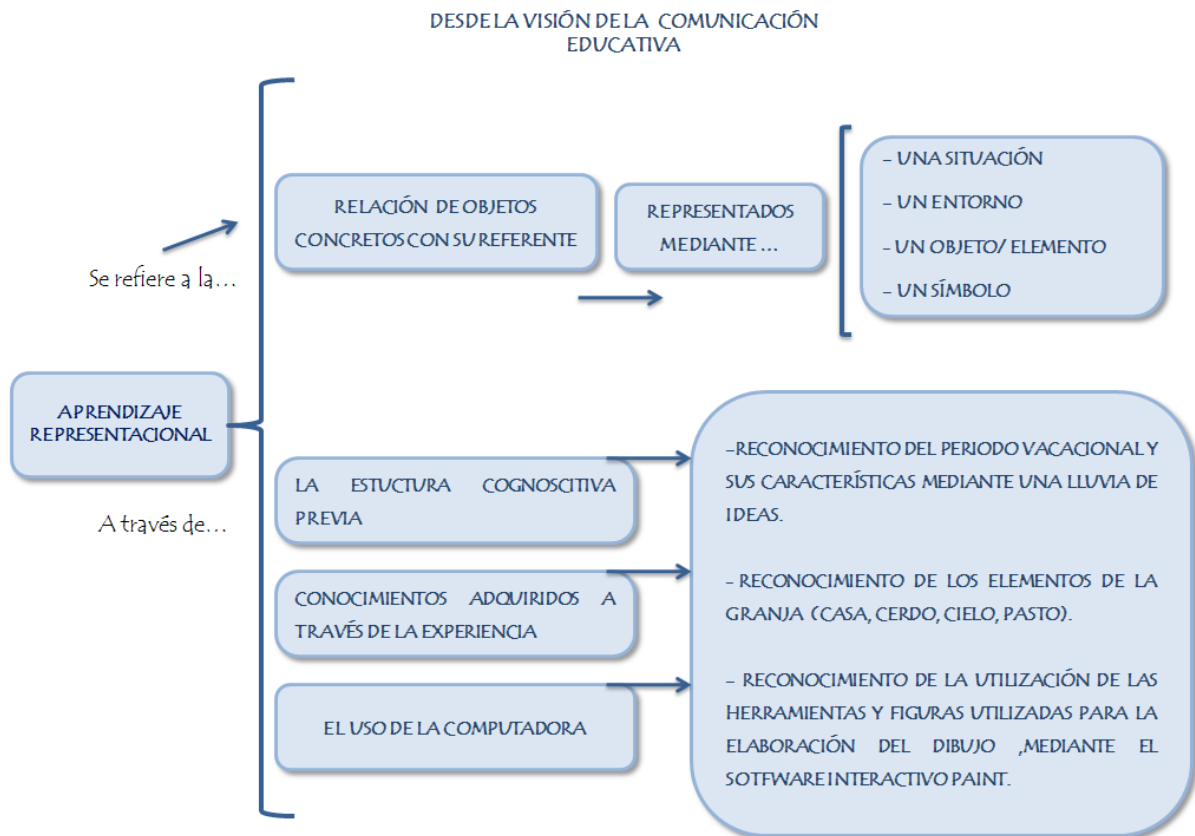 DESDE LA VISIÓN DE LA COMUNICACIÓN
EDUCATIVA
Se refiere a la...
RELACIÓN DE OBJETOS
CONCRETOS CON SU REFERENTE
REPRESENTADOS
MEDIANTE ...
- UNA SITUACIÓN
- UN ENTORNO
- UN OBJETO/ ELEMENTO
- UN SÍMBOLO
APRENDIZAJE
REPRESENTACIONAL
A través de...
LA ESTUCTURA COGNOSCITIVA
PREVIA
CONOCIMIENTOS ADQUIRIDOS A
TRAVÉS DE LA EXPERIENCIA
EL USO DE LA COMPUTADORA
-RECONOCIMIENTO DEL PERIODO VACACIONAL Y
SUS CARACTERÍSTICAS MEDIANTE UNA LLUVIA DE
IDEAS.
- RECONOCIMIENTO DE LOS ELEMENTOS DE LA
GRANJA (CASA, CERDO, CIELO, PASTO).
- RECONOCIMIENTO DE LA UTILIZACIÓN DE LAS
HERRAMIENTAS Y FIGURAS UTILIZADAS PARA LA
ELABORACIÓN DEL DIBUJO ,MEDIANTE EL
SOTFWARE INTERACTIVO PAINT.